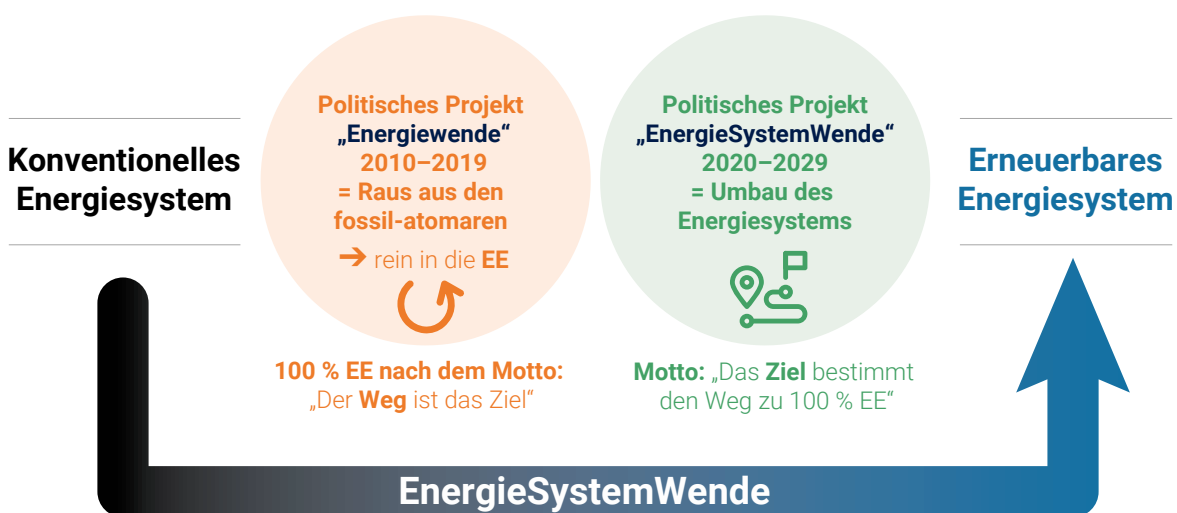 Konventionelles
Energiesystem
Politisches Projekt
„Energiewende“
2010–2019
= Raus aus den
fossil-atomaren
➔ rein in die EE
100 % EE nach dem Motto:
„Der Weg ist das Ziel“
Politisches Projekt
„EnergieSystemWende“
2020–2029
= Umbau des
Energiesystems
Motto: „Das Ziel bestimmt
den Weg zu 100 % EE“
Erneuerbares
Energiesystem
EnergieSystemWende